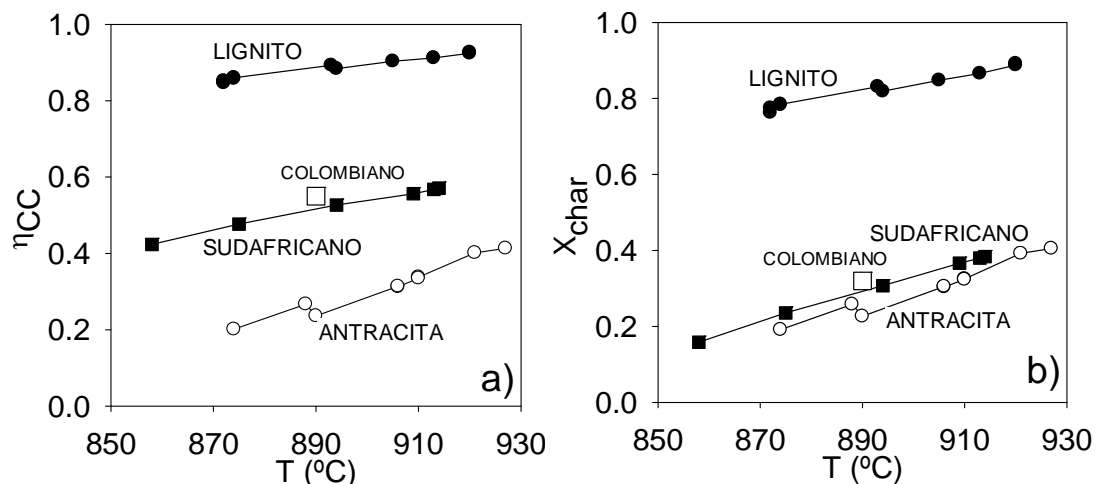 1.0
0.8
0.6
0.4
0.2
0.0
ηCC
LIGNITO
COLOMBIANO
SUDAFRICANO
ANTRACITA
a)
850 870 890 910 930
T (ºC)
1.0
0.8
0.6
0.4
0.2
0.0
Xchar
LIGNITO
SUDAFRICANO
COLOMBIANO
ANTRACITA
b)
850 870 890 910 930
T (ºC)